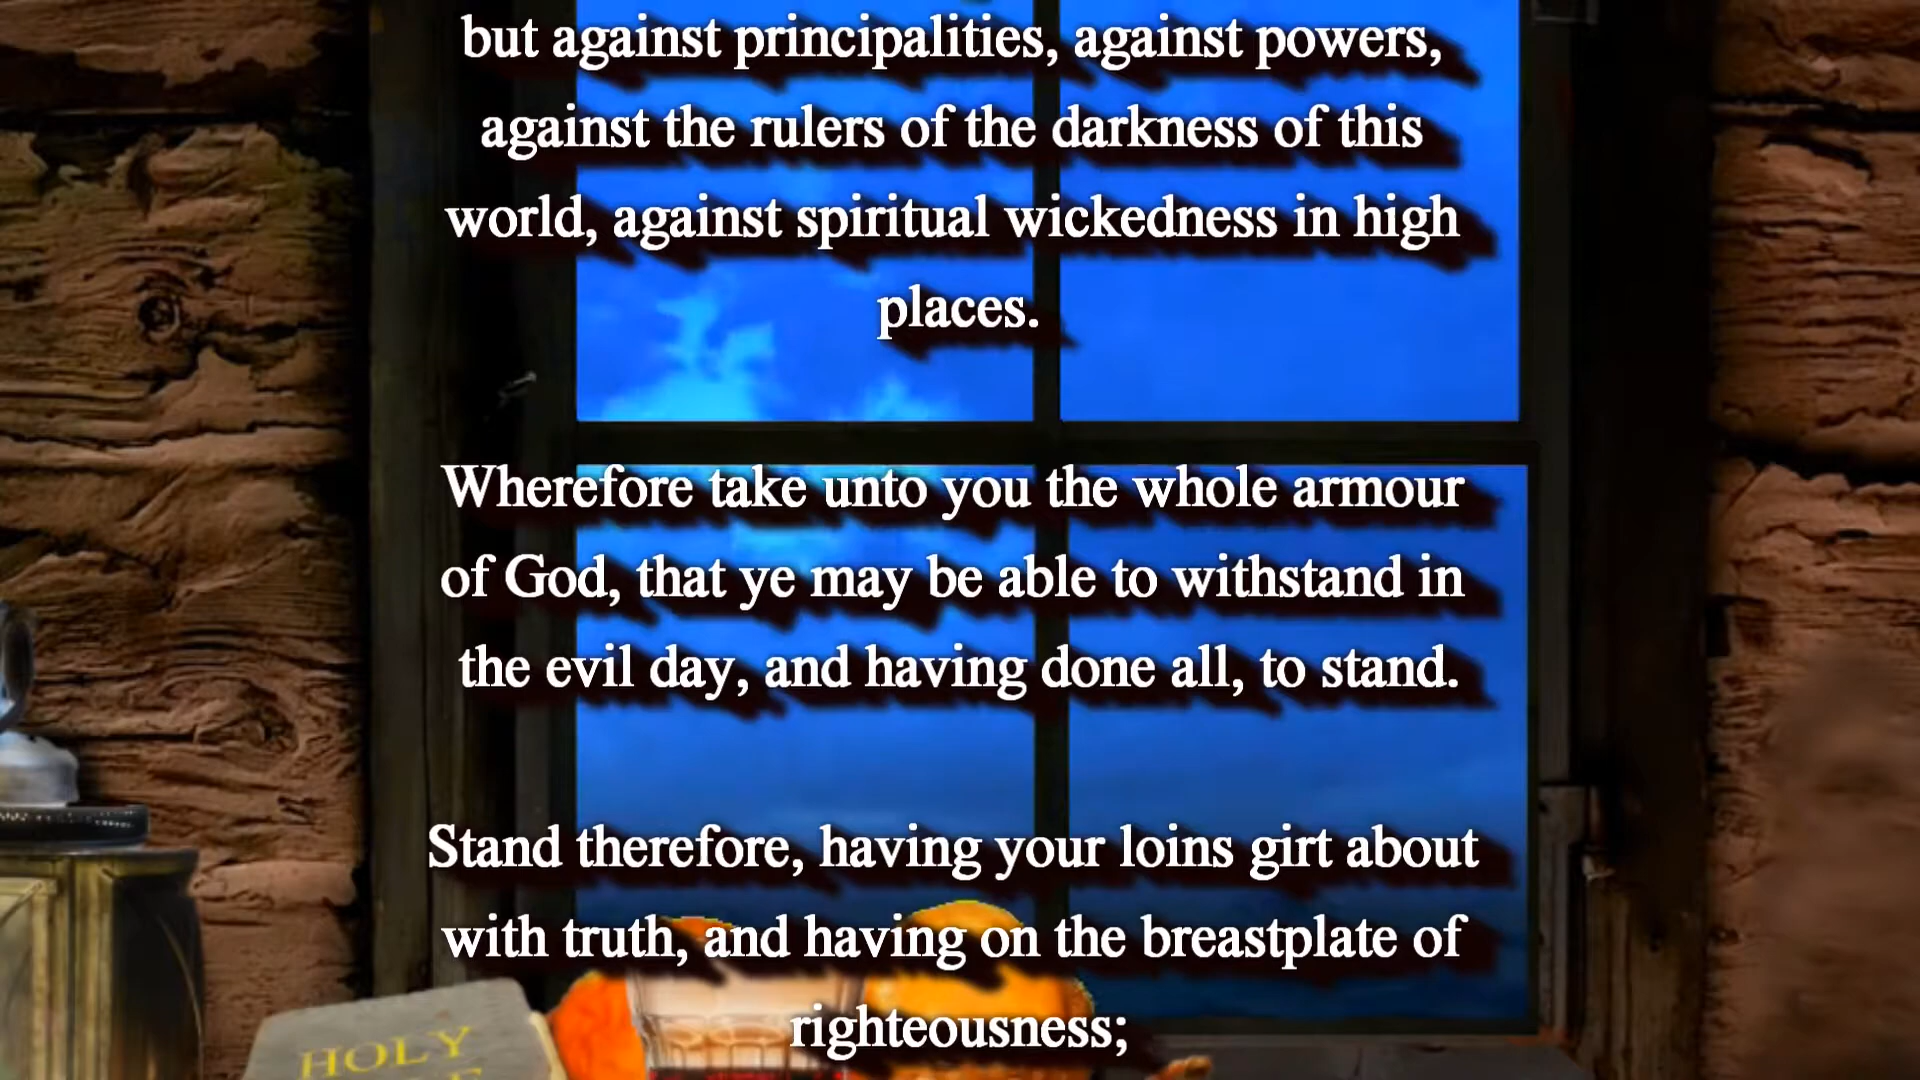 but against principalities, against powers,
against the rulers of the darkness of this
world, against spiritual wickedness in high
places.
Wherefore take unto you the whole armour
of God, that ye may be able to withstand in
the evil day, and having done all, to stand.
Stand therefore, having your loins girt about
with truth, and having on the breastplate of
righteousness;
HOLY